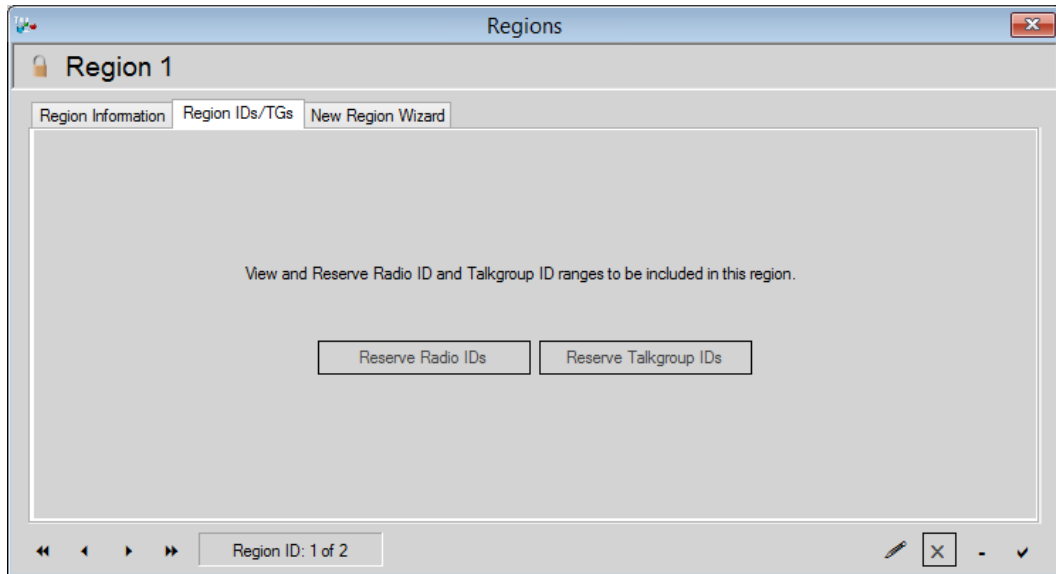 Regions
Region 1
Region Information Region IDs/TGs New Region Wizard
View and Reserve Radio ID and Talkgroup ID ranges to be included in this region.
Reserve Radio IDs Reserve Talkgroup IDs
Region ID: 1 of 2